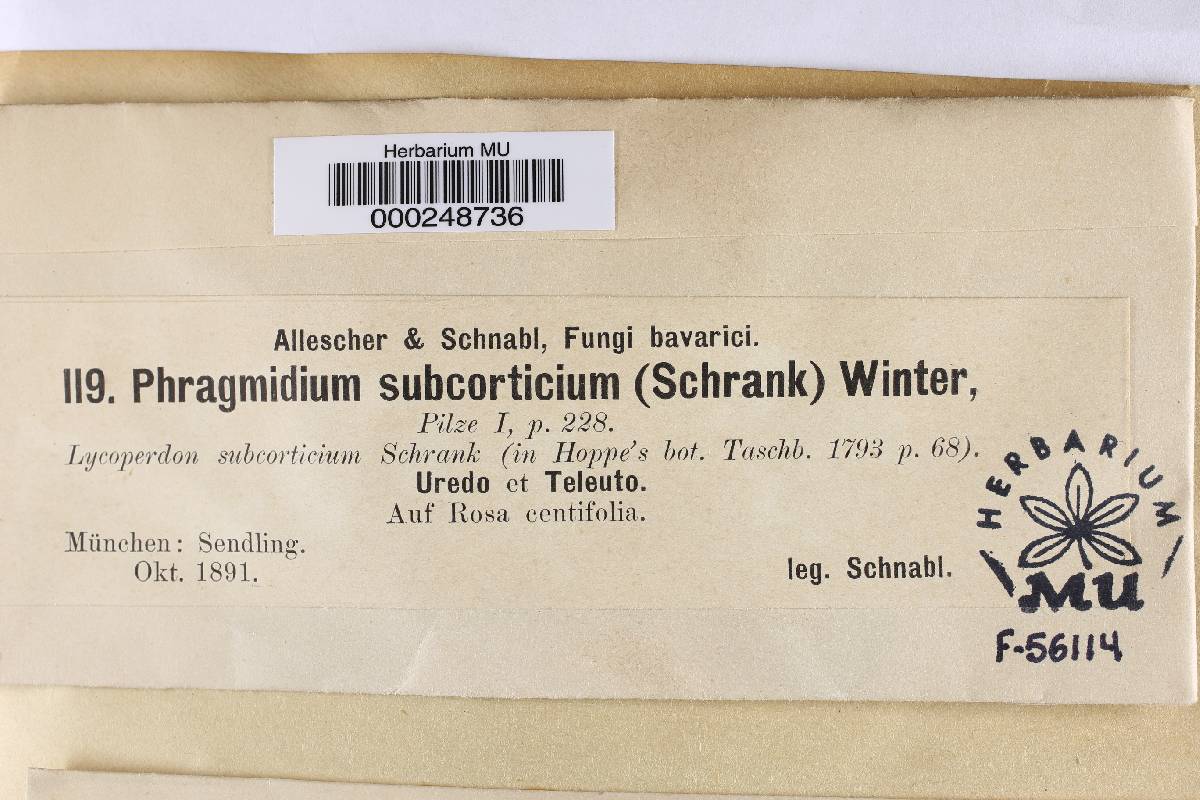 Herbarium MU
000248736
Allescher & Schnabl, Fungi bavarici.
119. Phragmidium subcorticium (Schrank) Winter,
Pilze I, p. 228.
Lycoperdon subcorticium Schrank (in Hoppe's bot. Taschb. 1793 p. 68).
Uredo et Teleuto.
Auf Rosa centifolia.
München: Sendling.
Okt. 1891.
leg. Schnabl.
HERBARIUM
MU
F-56114